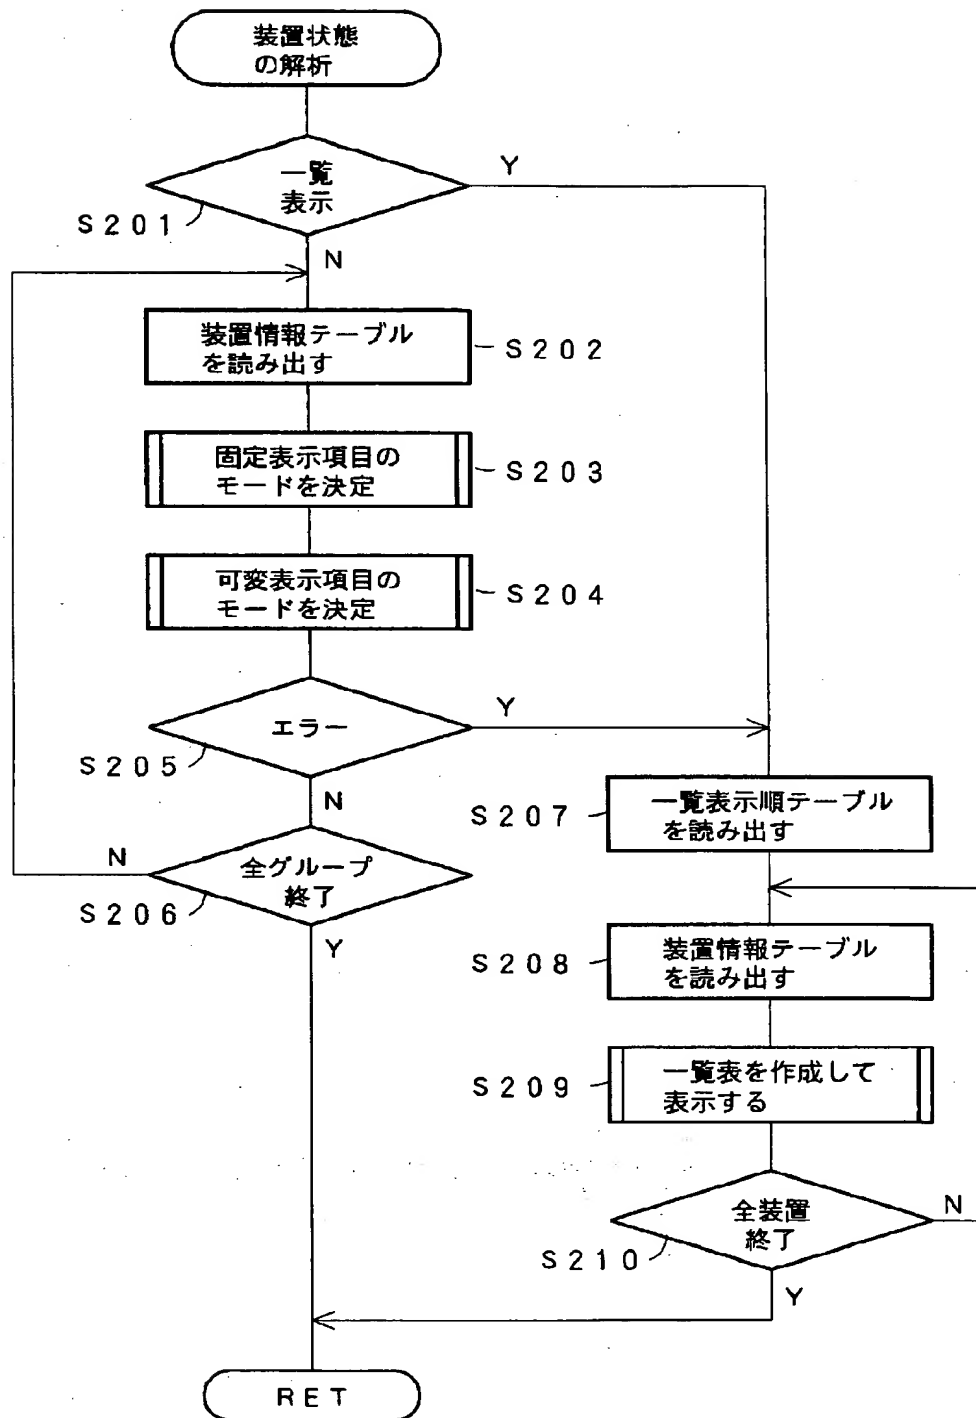 装置状態
の解析
一覧
表示
Y
S201
N
装置情報テーブル
を読み出す
S202
固定表示項目の
モードを決定
S203
可変表示項目の
モードを決定
S204
エラー
Y
S205
N
全グループ
終了
N
S206
Y
一覧表示順テーブル
を読み出す
S207
装置情報テーブル
を読み出す
S208
一覧表を作成して
表示する
S209
全装置
終了
N
S210
Y
RET